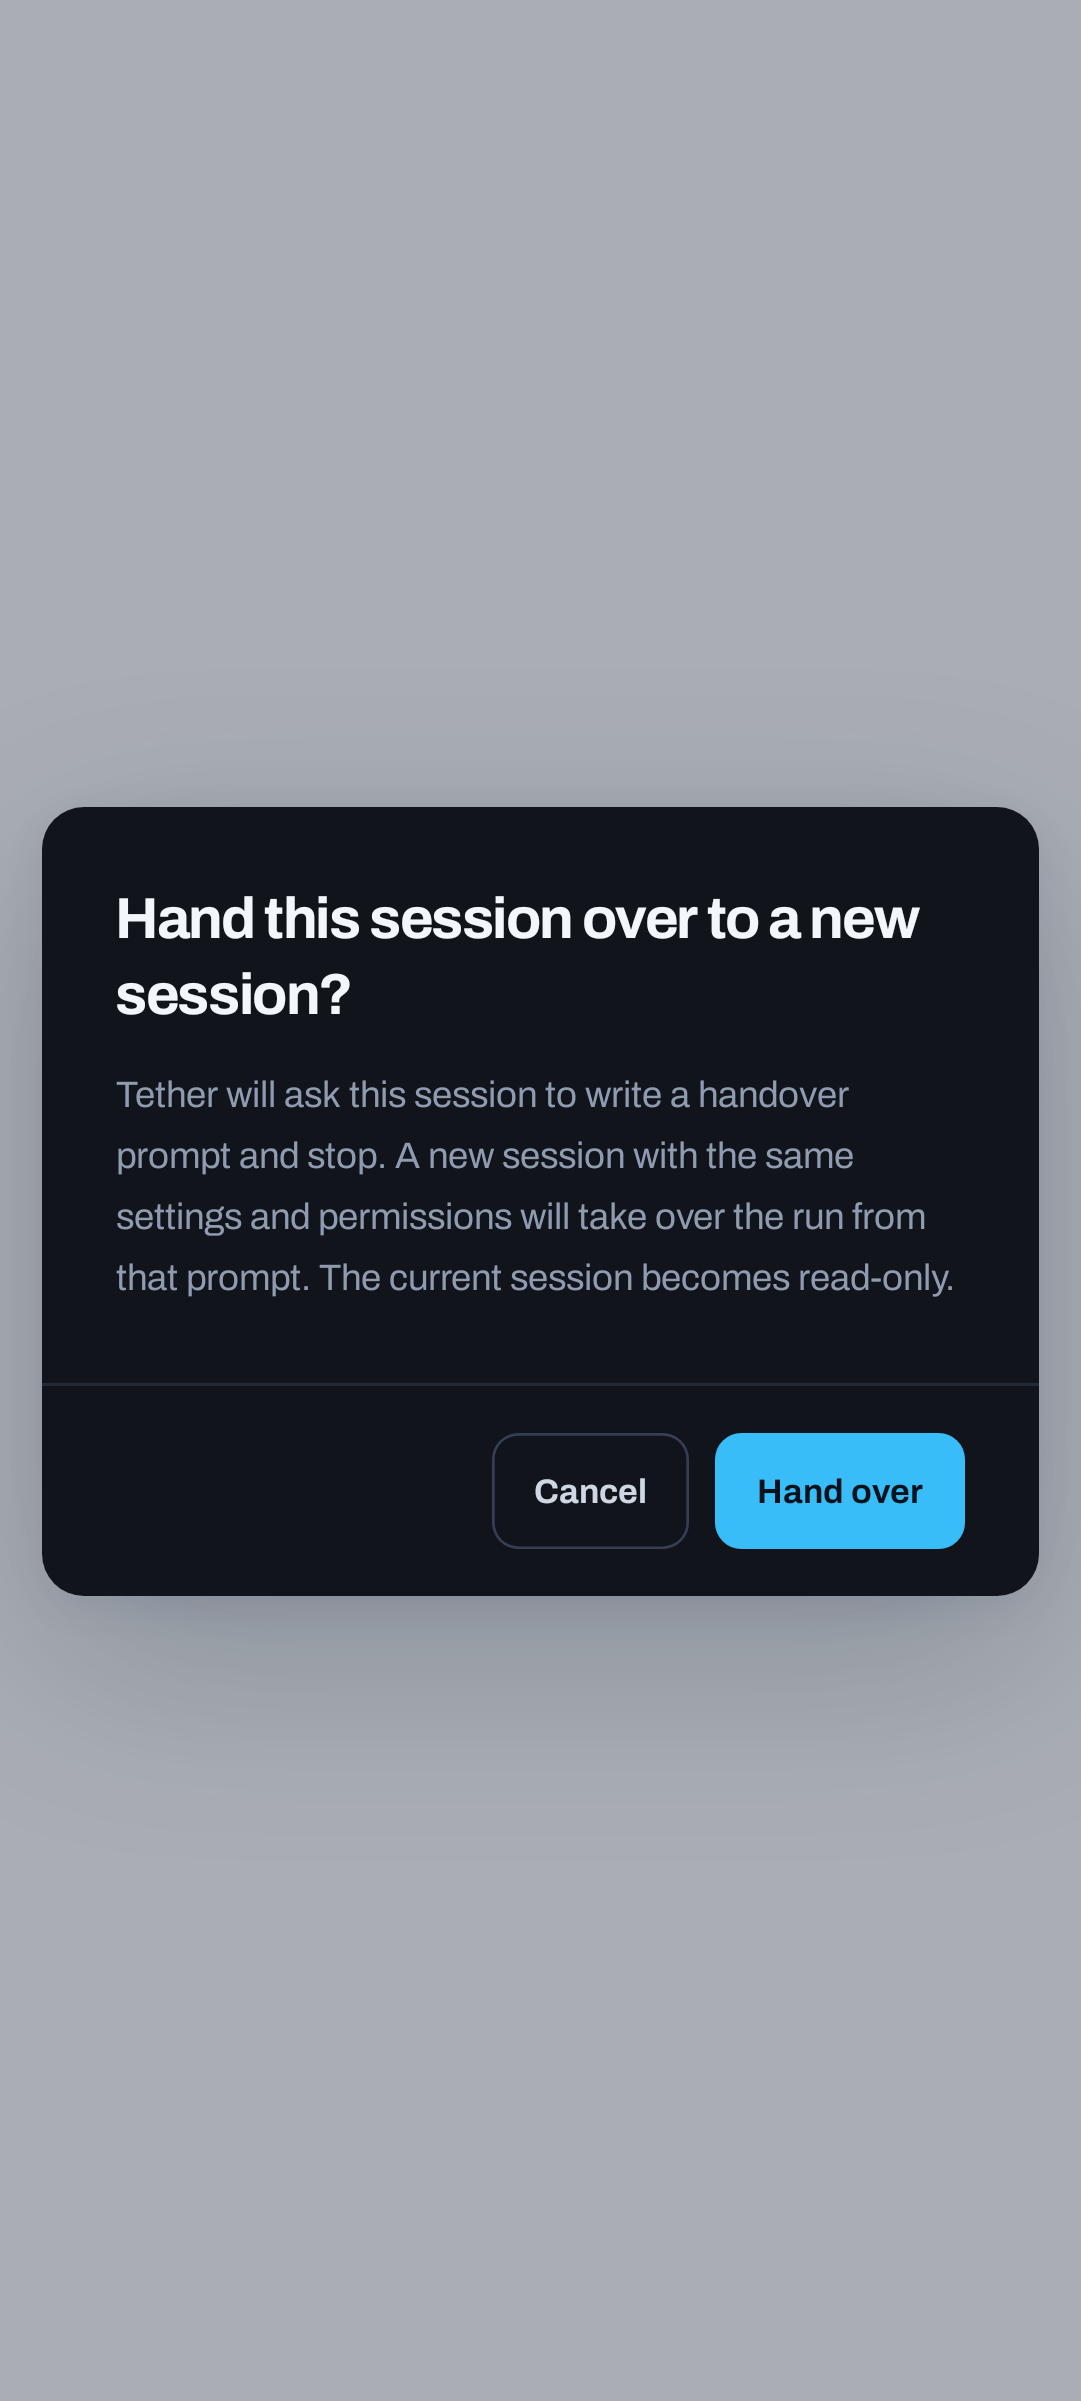 Hand this session over to a new
session?
Tether will ask this session to write a handover
prompt and stop. A new session with the same
settings and permissions will take over the run from
that prompt. The current session becomes read-only.
Cancel
Hand over